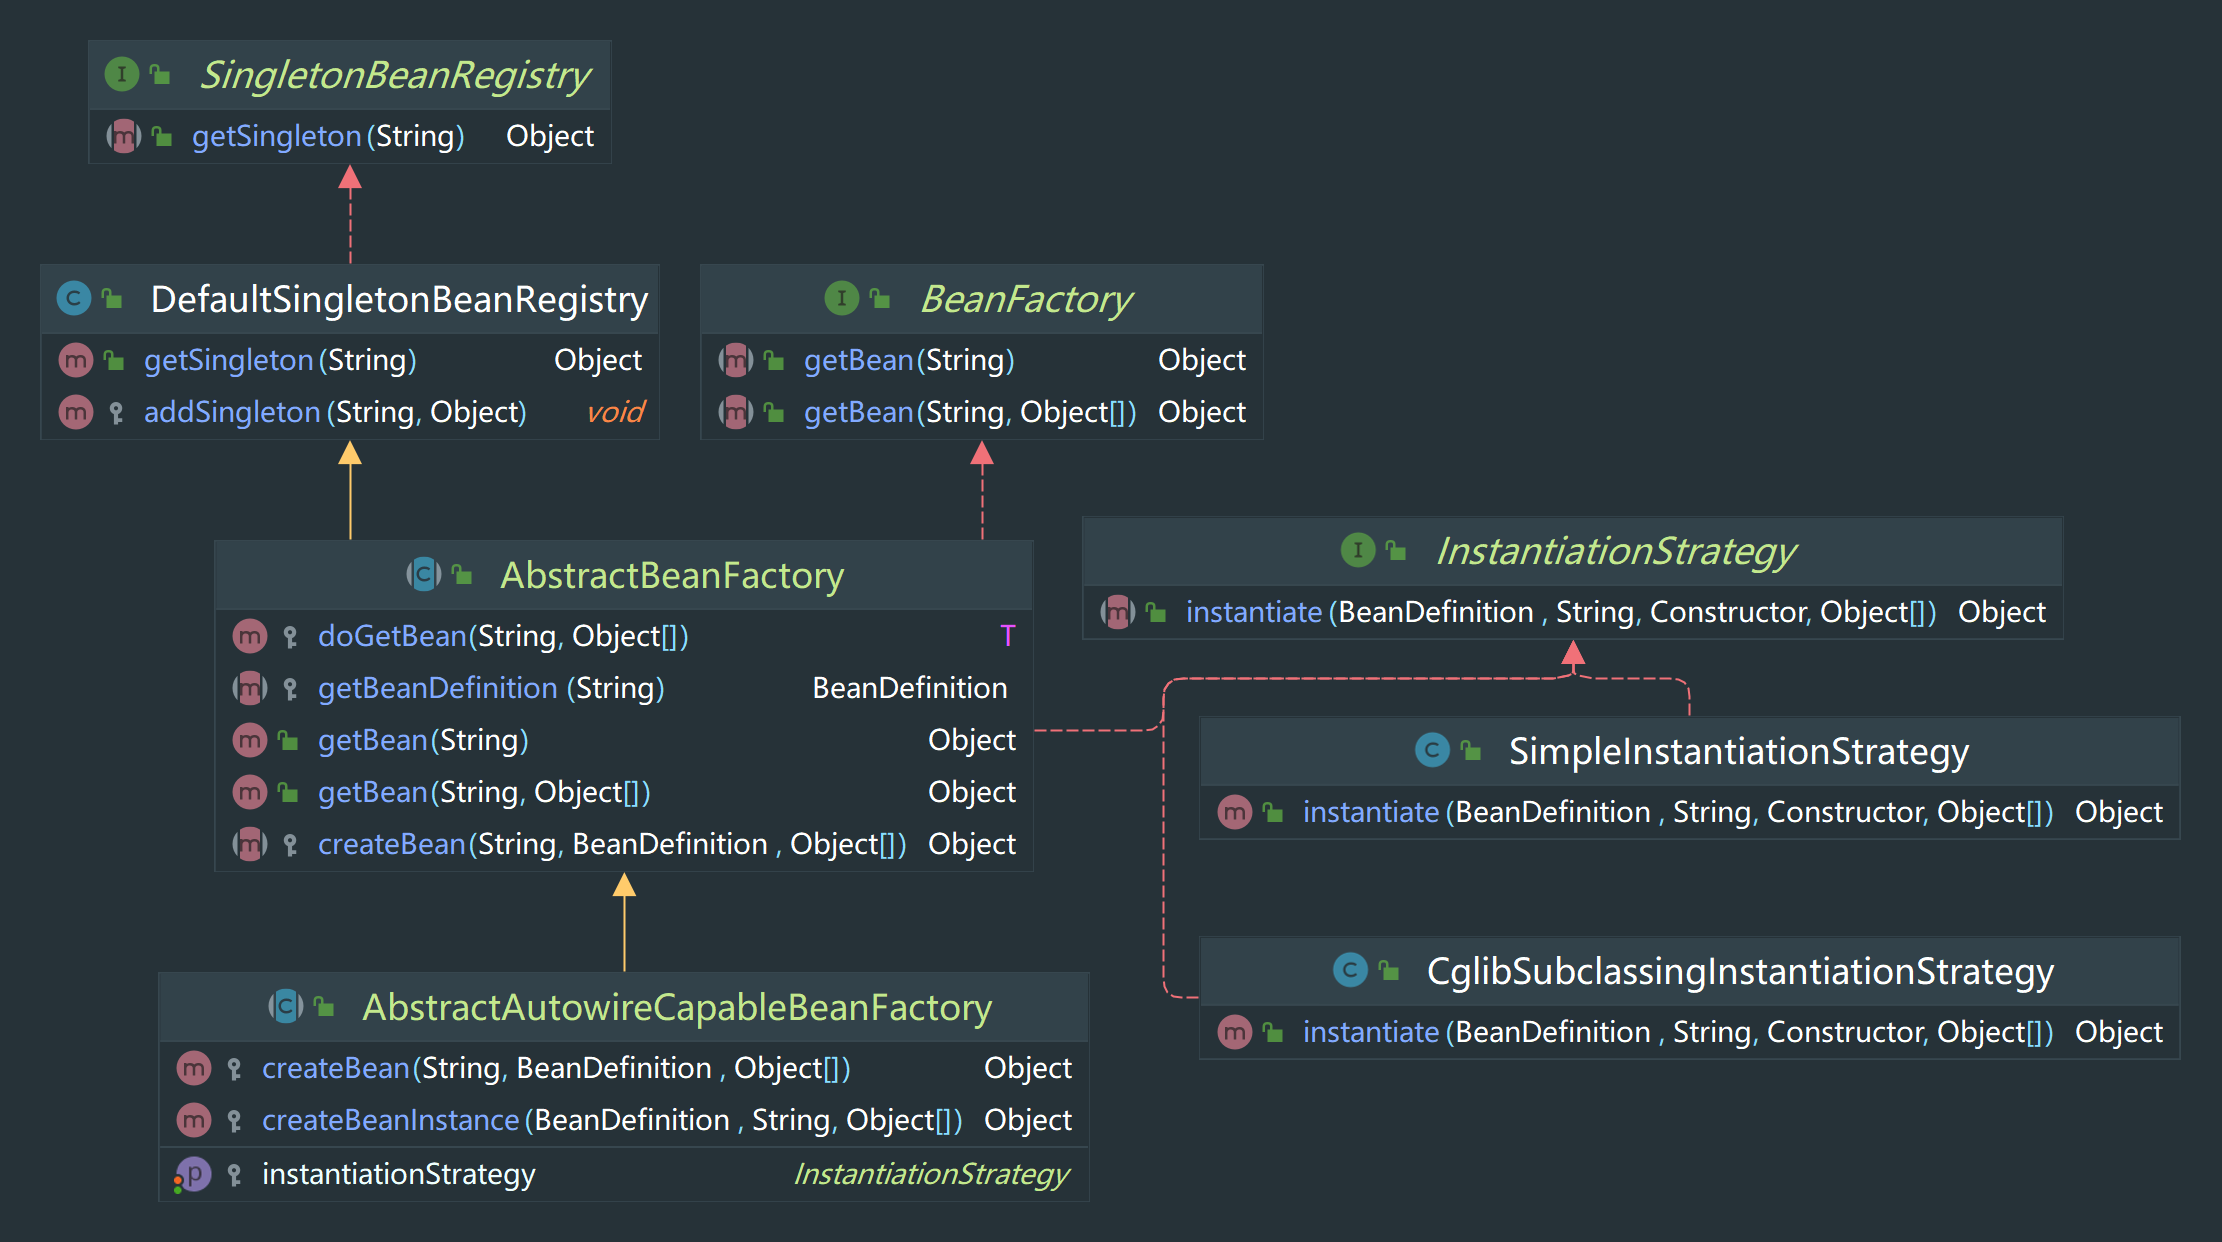 SingletonBeanRegistry
getSingleton(String) Object
DefaultSingletonBeanRegistry
getSingleton(String) Object
addSingleton(String, Object) void
BeanFactory
getBean(String) Object
getBean(String, Object[]) Object
AbstractBeanFactory
doGetBean(String, Object[]) T
getBeanDefinition (String) BeanDefinition
getBean(String) Object
getBean(String, Object[]) Object
createBean(String, BeanDefinition , Object[]) Object
InstantiationStrategy
instantiate (BeanDefinition , String, Constructor, Object[]) Object
SimpleInstantiationStrategy
instantiate (BeanDefinition , String, Constructor, Object[]) Object
CglibSubclassingInstantiationStrategy
instantiate (BeanDefinition , String, Constructor, Object[]) Object
AbstractAutowireCapableBeanFactory
createBean(String, BeanDefinition , Object[]) Object
createBeanInstance (BeanDefinition , String, Object[]) Object
instantiationStrategy InstantiationStrategy